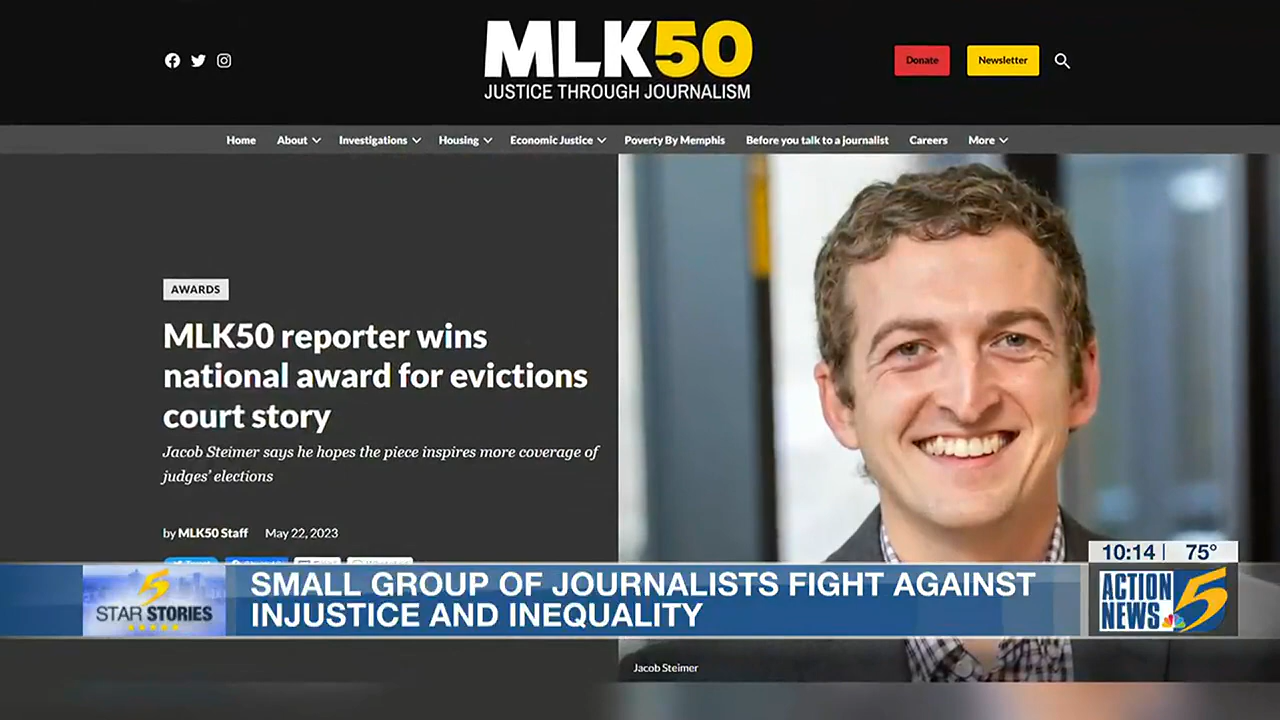 MLK50
JUSTICE THROUGH JOURNALISM
Donate
Newsletter
Home
About
Investigations
Housing
Economic Justice
Poverty By Memphis
Before you talk to a journalist
Careers
More
AWARDS
MLK50 reporter wins
national award for evictions
court story
Jacob Steimer says he hopes the piece inspires more coverage of
judges' elections
by MLK50 Staff
May 22, 2023
10:14
75°
5
STAR STORIES
SMALL GROUP OF JOURNALISTS FIGHT AGAINST
INJUSTICE AND INEQUALITY
ACTION
NEWS 5
Jacob Steimer